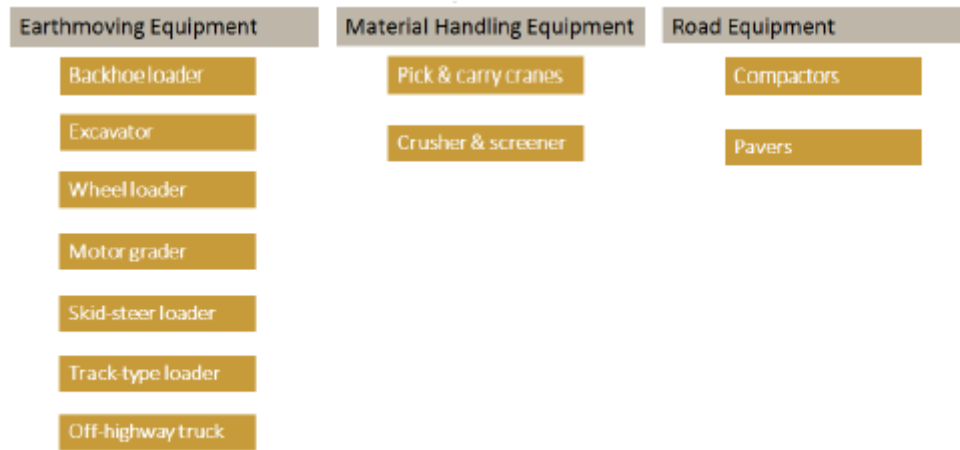 Earthmoving Equipment
Backhoe loader
Excavator
Wheel loader
Motor grader
Skid-steer loader
Track-type loader
Off-highway truck
Material Handling Equipment
Pick & carry cranes
Crusher & screener
Road Equipment
Compactors
Pavers